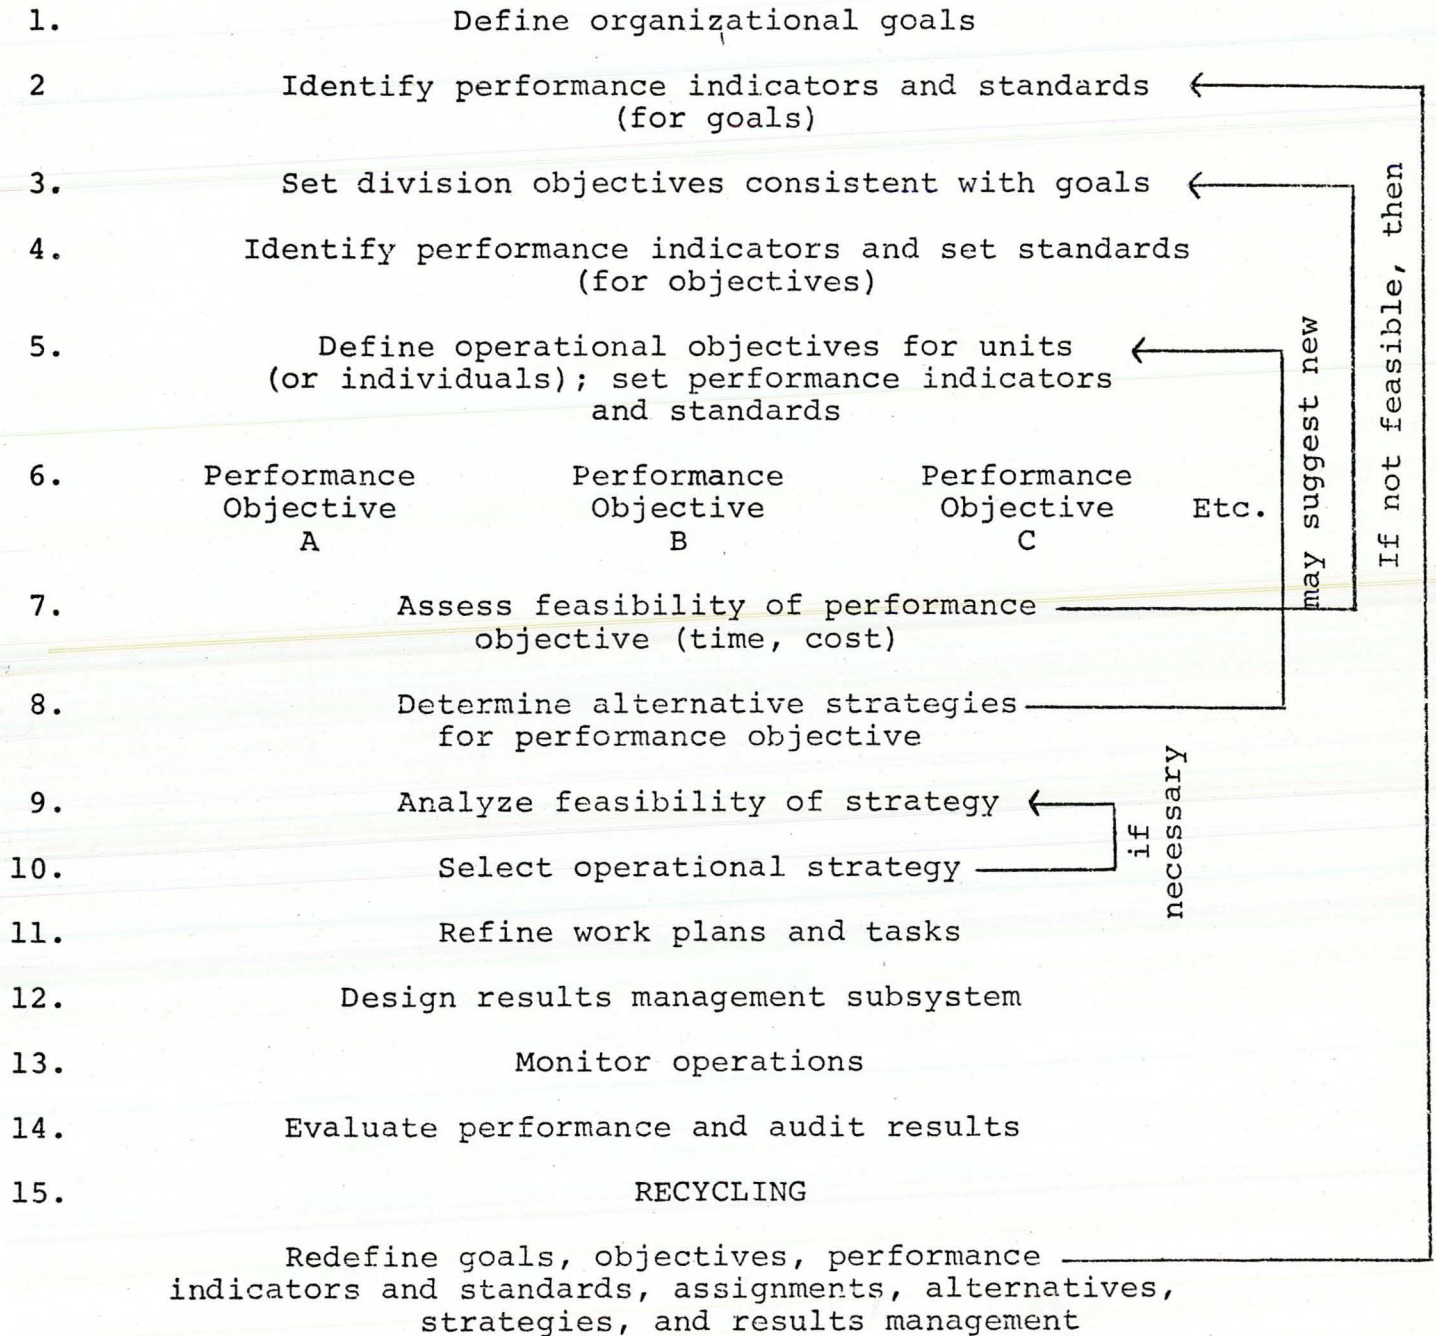 1. Define organizational goals
2 Identify performance indicators and standards
(for goals)
3. Set division objectives consistent with goals
4. Identify performance indicators and set standards
(for objectives)
5. Define operational objectives for units
(or individuals); set performance indicators
and standards
6. Performance Performance Performance
Objective Objective Objective Etc.
A B C
7. Assess feasibility of performance
objective (time, cost)
8. Determine alternative strategies
for performance objective
9. Analyze feasibility of strategy
10. Select operational strategy
11. Refine work plans and tasks
12. Design results management subsystem
13. Monitor operations
14. Evaluate performance and audit results
15. RECYCLING
Redefine goals, objectives, performance
indicators and standards, assignments, alternatives,
strategies, and results management
if
necessary
may suggest new
If not feasible, then